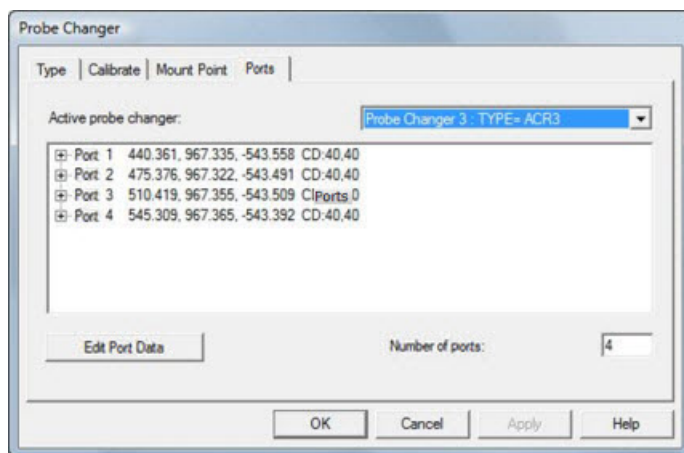 Probe Changer
Type Calibrate Mount Point Ports
Active probe changer: Probe Changer 3 : TYPE= ACR3
Port 1 440.361, 967.335, -543.558 CD:40,40
Port 2 475.376, 967.322, -543.491 CD:40,40
Port 3 510.419, 967.355, -543.509 Ports 0
Port 4 545.309, 967.365, -543.392 CD:40,40
Edit Port Data Number of ports: 4
OK Cancel Apply Help